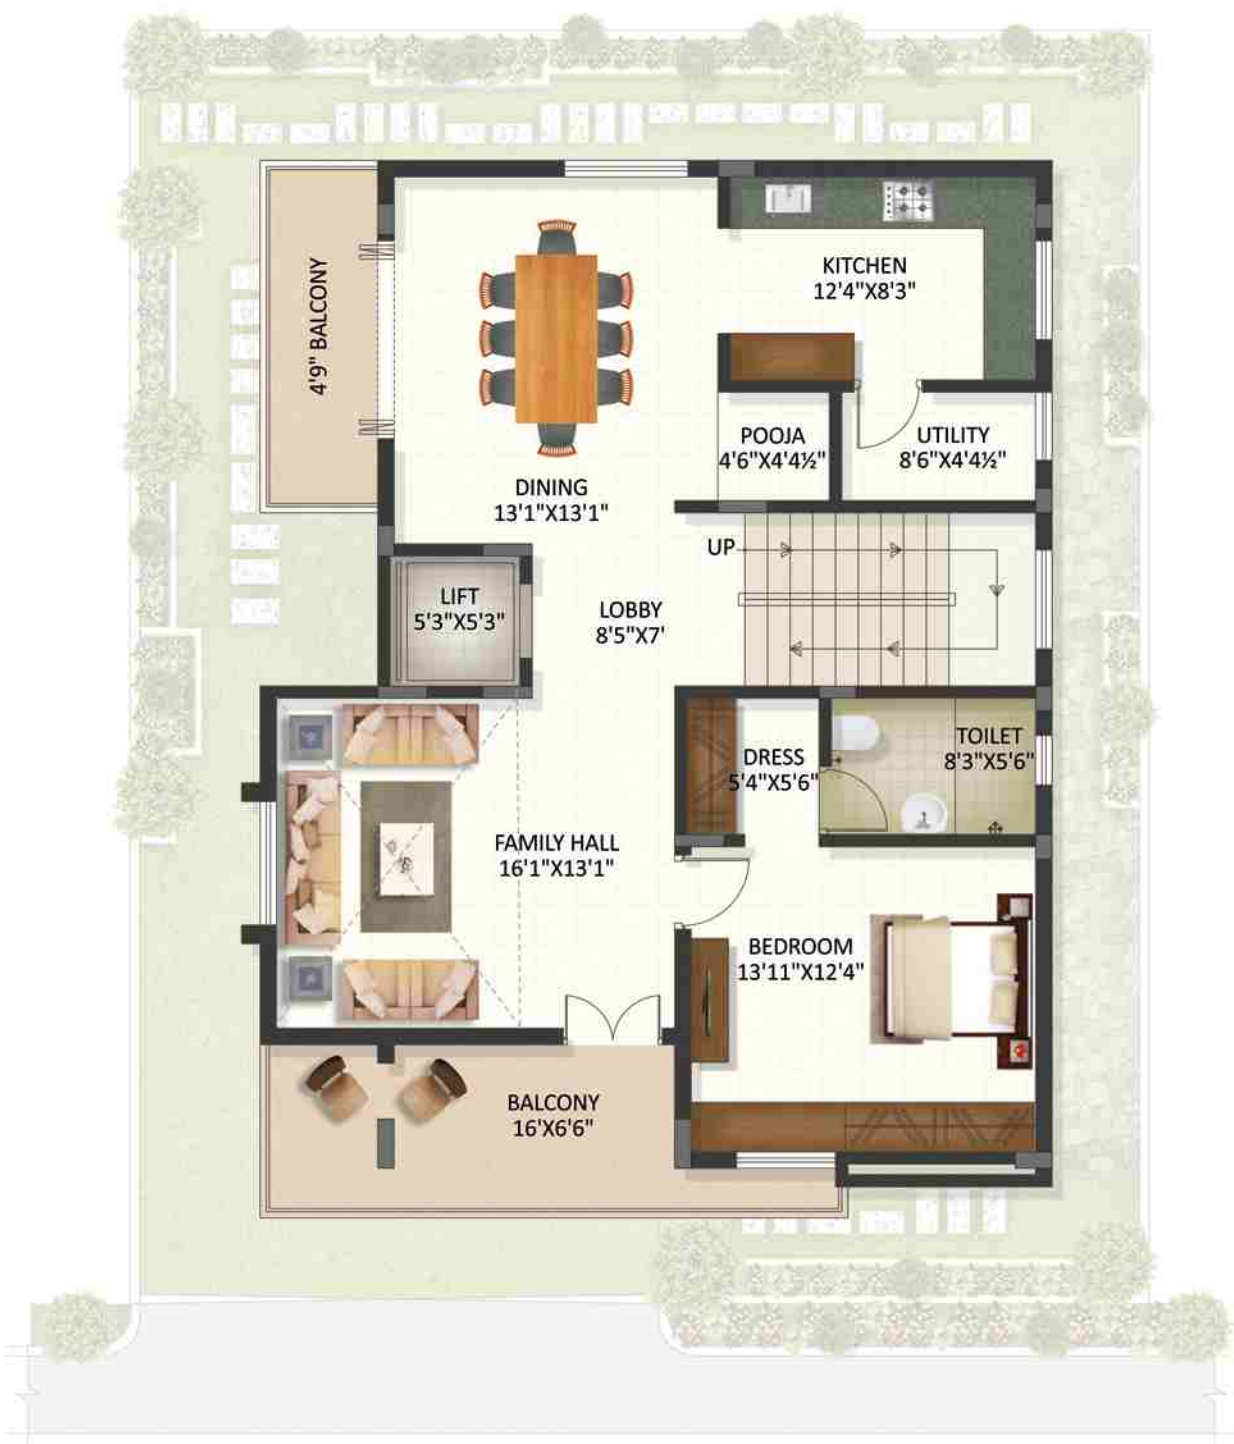 KITCHEN
12'4"X8'3"
4'9" BALCONY
POOJA
4'6"X4'4½"
UTILITY
8'6"X4'4½"
DINING
13'1"X13'1"
UP
LIFT
5'3"X5'3"
LOBBY
8'5"X7'
TOILET
8'3"X5'6"
DRESS
5'4"X5'6"
FAMILY HALL
16'1"X13'1"
BEDROOM
13'11"X12'4"
BALCONY
16'X6'6"